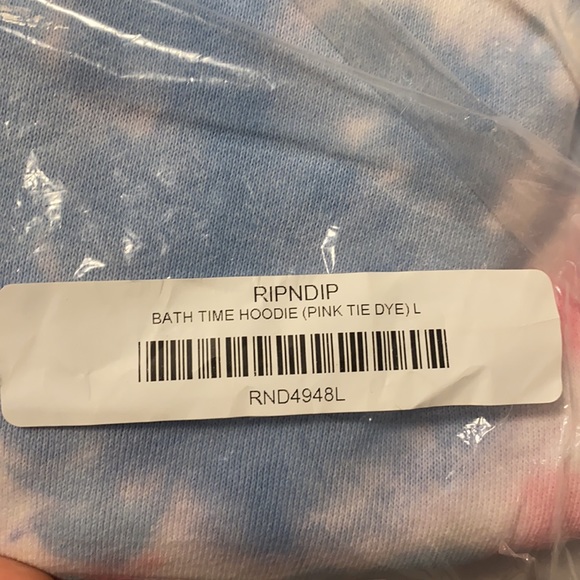 RIPNDIP
BATH TIME HOODIE (PINK TIE DYE) L
RND4948L